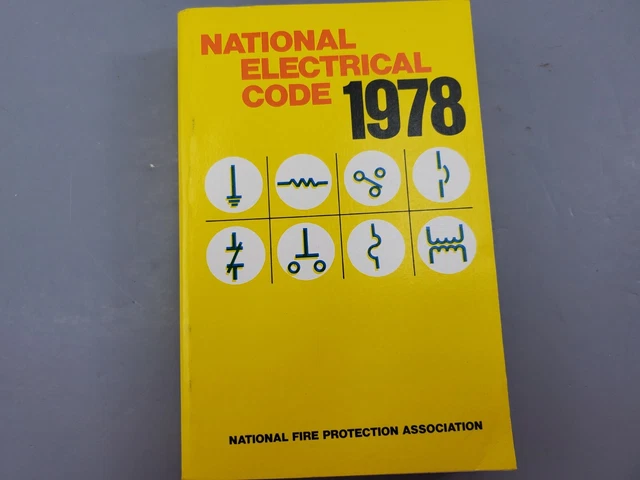 NATIONAL
ELECTRICAL
CODE 1978
NATIONAL FIRE PROTECTION ASSOCIATION